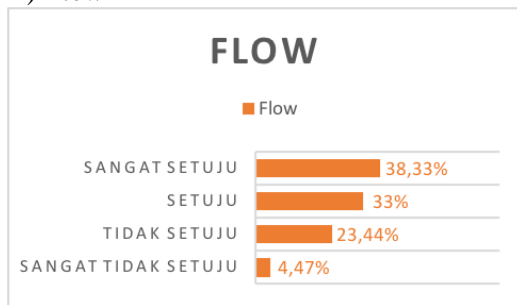 FLOW
Flow
SANGAT SETUJU 38,33%
SETUJU 33%
TIDAK SETUJU 23,44%
SANGAT TIDAK SETUJU 4,47%